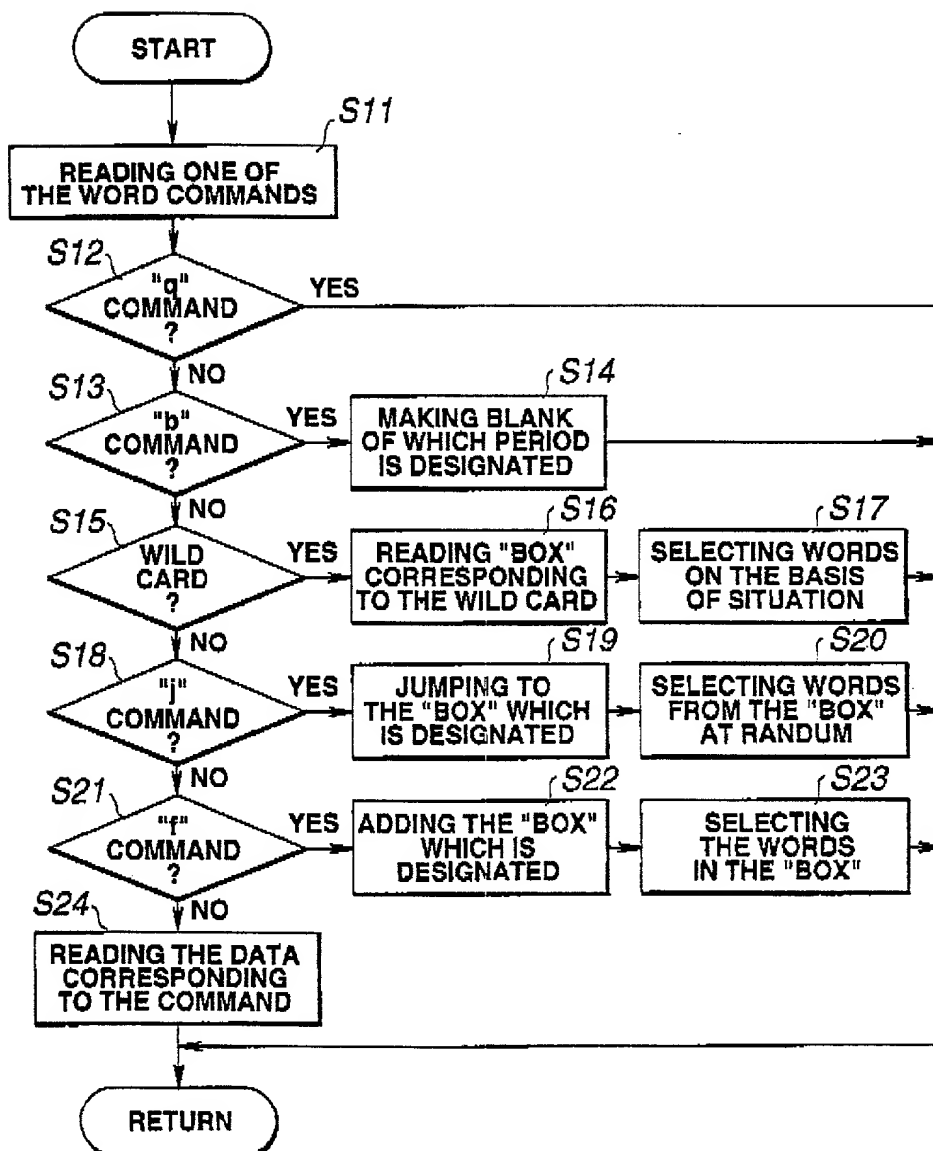 START
S11
READING ONE OF
THE WORD COMMANDS
S12
"q"
COMMAND
?
YES
NO
S13
"b"
COMMAND
?
YES
S14
MAKING BLANK
OF WHICH PERIOD
IS DESIGNATED
NO
S15
WILD
CARD
?
YES
S16
READING "BOX"
CORRESPONDING
TO THE WILD CARD
S17
SELECTING WORDS
ON THE BASIS
OF SITUATION
NO
S18
"j"
COMMAND
?
YES
S19
JUMPING TO
THE "BOX" WHICH
IS DESIGNATED
S20
SELECTING WORDS
FROM THE "BOX"
AT RANDUM
NO
S21
"f"
COMMAND
?
YES
S22
ADDING THE "BOX"
WHICH IS
DESIGNATED
S23
SELECTING
THE WORDS
IN THE "BOX"
NO
S24
READING THE DATA
CORRESPONDING
TO THE COMMAND
RETURN